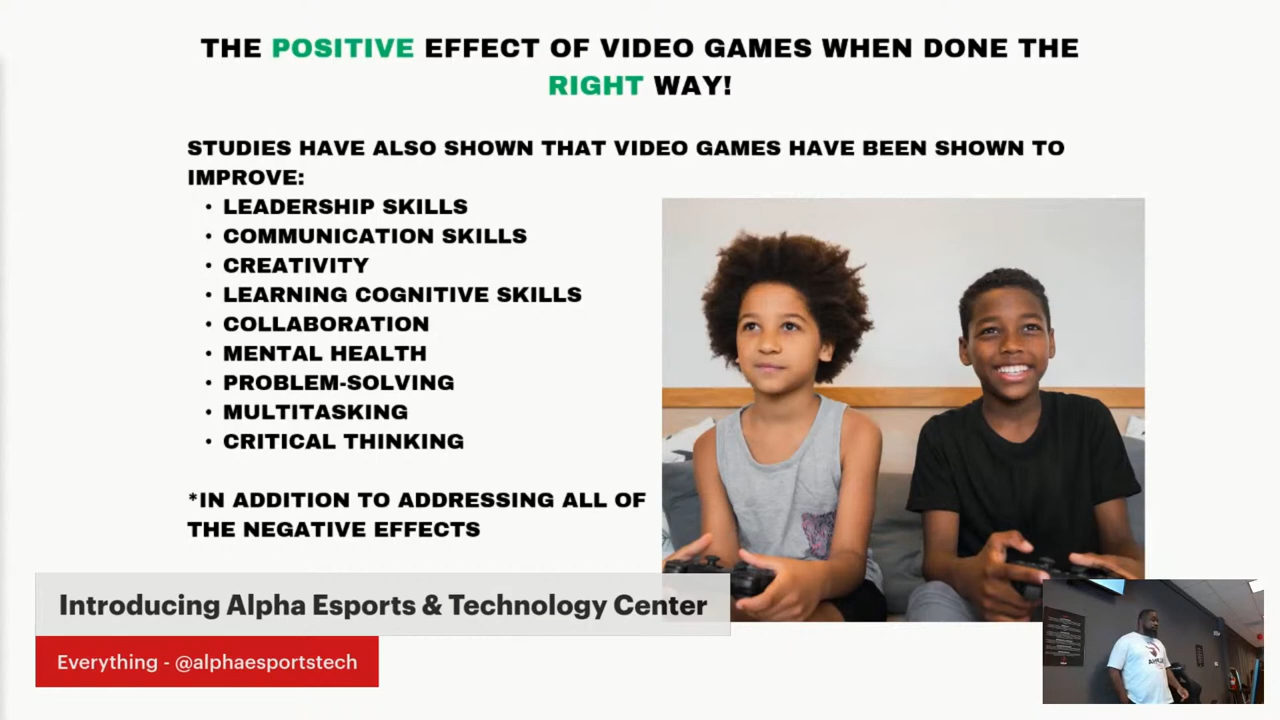 THE POSITIVE EFFECT OF VIDEO GAMES WHEN DONE THE
RIGHT WAY!
STUDIES HAVE ALSO SHOWN THAT VIDEO GAMES HAVE BEEN SHOWN TO
IMPROVE:
• LEADERSHIP SKILLS
• COMMUNICATION SKILLS
• CREATIVITY
• LEARNING COGNITIVE SKILLS
• COLLABORATION
• MENTAL HEALTH
• PROBLEM-SOLVING
• MULTITASKING
• CRITICAL THINKING
*IN ADDITION TO ADDRESSING ALL OF
THE NEGATIVE EFFECTS
Introducing Alpha Esports & Technology Center
Everything - @alphaesportstech